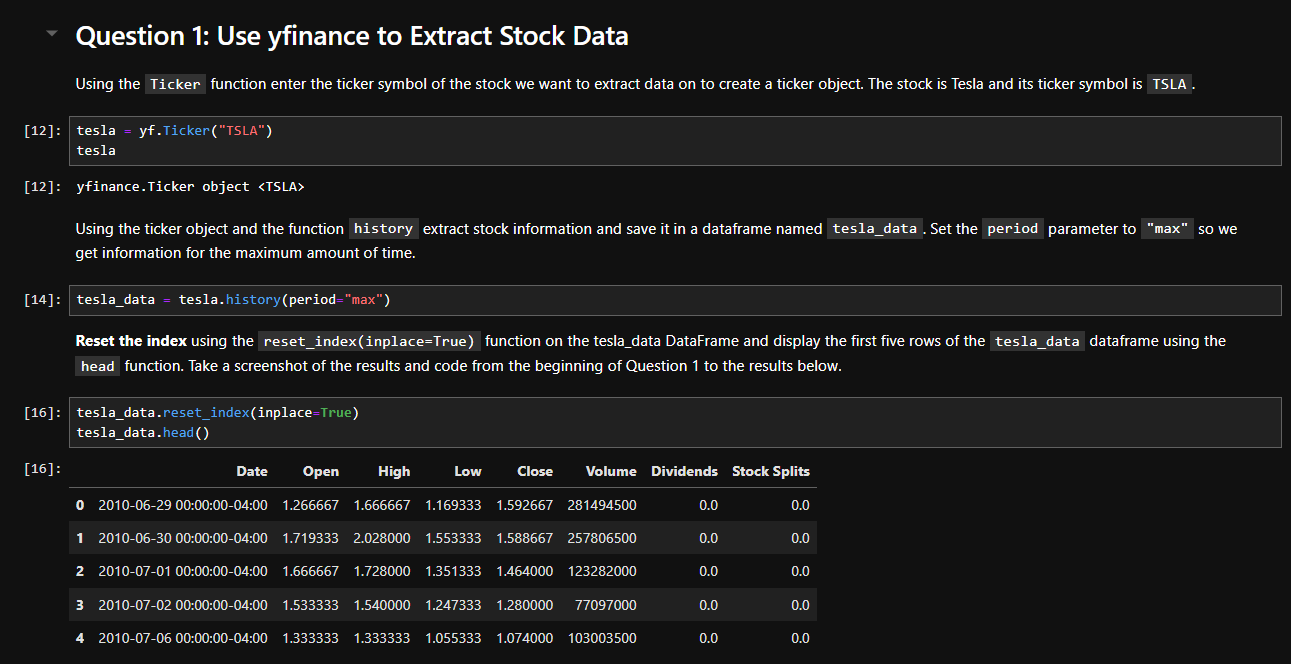 Question 1: Use yfinance to Extract Stock Data
Using the Ticker function enter the ticker symbol of the stock we want to extract data on to create a ticker object. The stock is Tesla and its ticker symbol is TSLA.
[12]: tesla = yf.Ticker("TSLA")
tesla
[12]: yfinance.Ticker object <TSLA>
Using the ticker object and the function history extract stock information and save it in a dataframe named tesla_data. Set the period parameter to "max" so we
get information for the maximum amount of time.
[14]: tesla_data = tesla.history(period="max")
Reset the index using the reset_index(inplace=True) function on the tesla_data DataFrame and display the first five rows of the tesla_data dataframe using the
head function. Take a screenshot of the results and code from the beginning of Question 1 to the results below.
[16]: tesla_data.reset_index(inplace=True)
tesla_data.head()
[16]: Date Open High Low Close Volume Dividends Stock Splits
0 2010-06-29 00:00:00-04:00 1.266667 1.666667 1.169333 1.592667 281494500 0.0 0.0
1 2010-06-30 00:00:00-04:00 1.719333 2.028000 1.553333 1.588667 257806500 0.0 0.0
2 2010-07-01 00:00:00-04:00 1.666667 1.728000 1.351333 1.464000 123282000 0.0 0.0
3 2010-07-02 00:00:00-04:00 1.533333 1.540000 1.247333 1.280000 77097000 0.0 0.0
4 2010-07-06 00:00:00-04:00 1.333333 1.333333 1.055333 1.074000 103003500 0.0 0.0